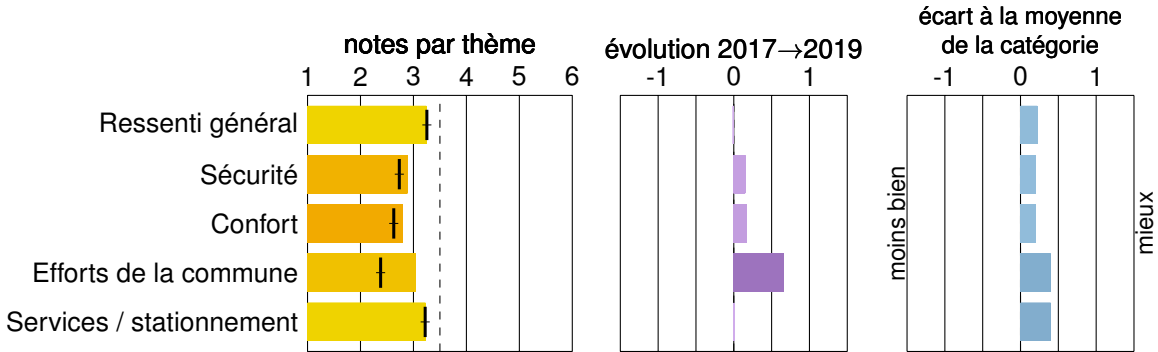 notes par thème
1 2 3 4 5 6
évolution 2017→2019
-1 0 1
écart à la moyenne
de la catégorie
-1 0 1
Ressenti général
Sécurité
Confort
Efforts de la commune
Services / stationnement
moins bien
mieux